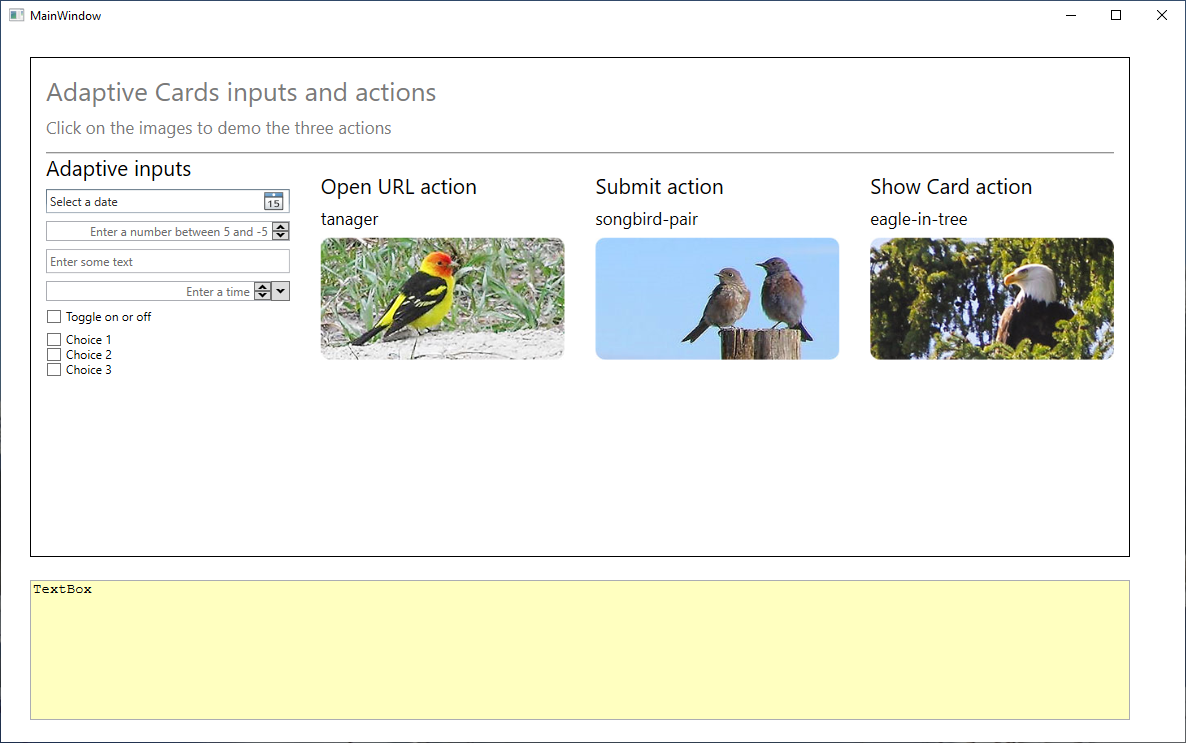 MainWindow
Adaptive Cards inputs and actions
Click on the images to demo the three actions
Adaptive inputs
Select a date
15
Enter a number between 5 and -5
Enter some text
Enter a time
Toggle on or off
Choice 1
Choice 2
Choice 3
Open URL action
tanager
Submit action
songbird-pair
Show Card action
eagle-in-tree
TextBox